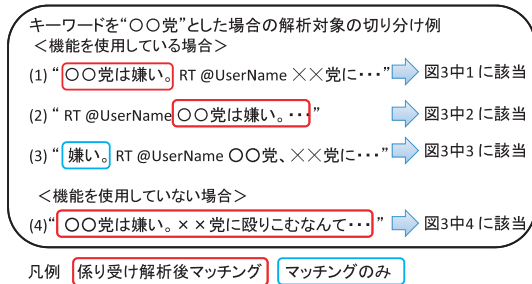 キーワードを“○○党”とした場合の解析対象の切り分け例
＜機能を使用している場合＞
(1) “ ○○党は嫌い。 RT @UserName ××党に･･･” 図3中1 に該当
(2) “ RT @UserName ○○党は嫌い。･･･” 図3中2 に該当
(3) “ 嫌い。 RT @UserName ○○党、××党に･･･” 図3中3 に該当
＜機能を使用していない場合＞
(4)“ ○○党は嫌い。××党に殴りこむなんて･･･ ” 図3中4 に該当
凡例 係り受け解析後マッチング マッチングのみ